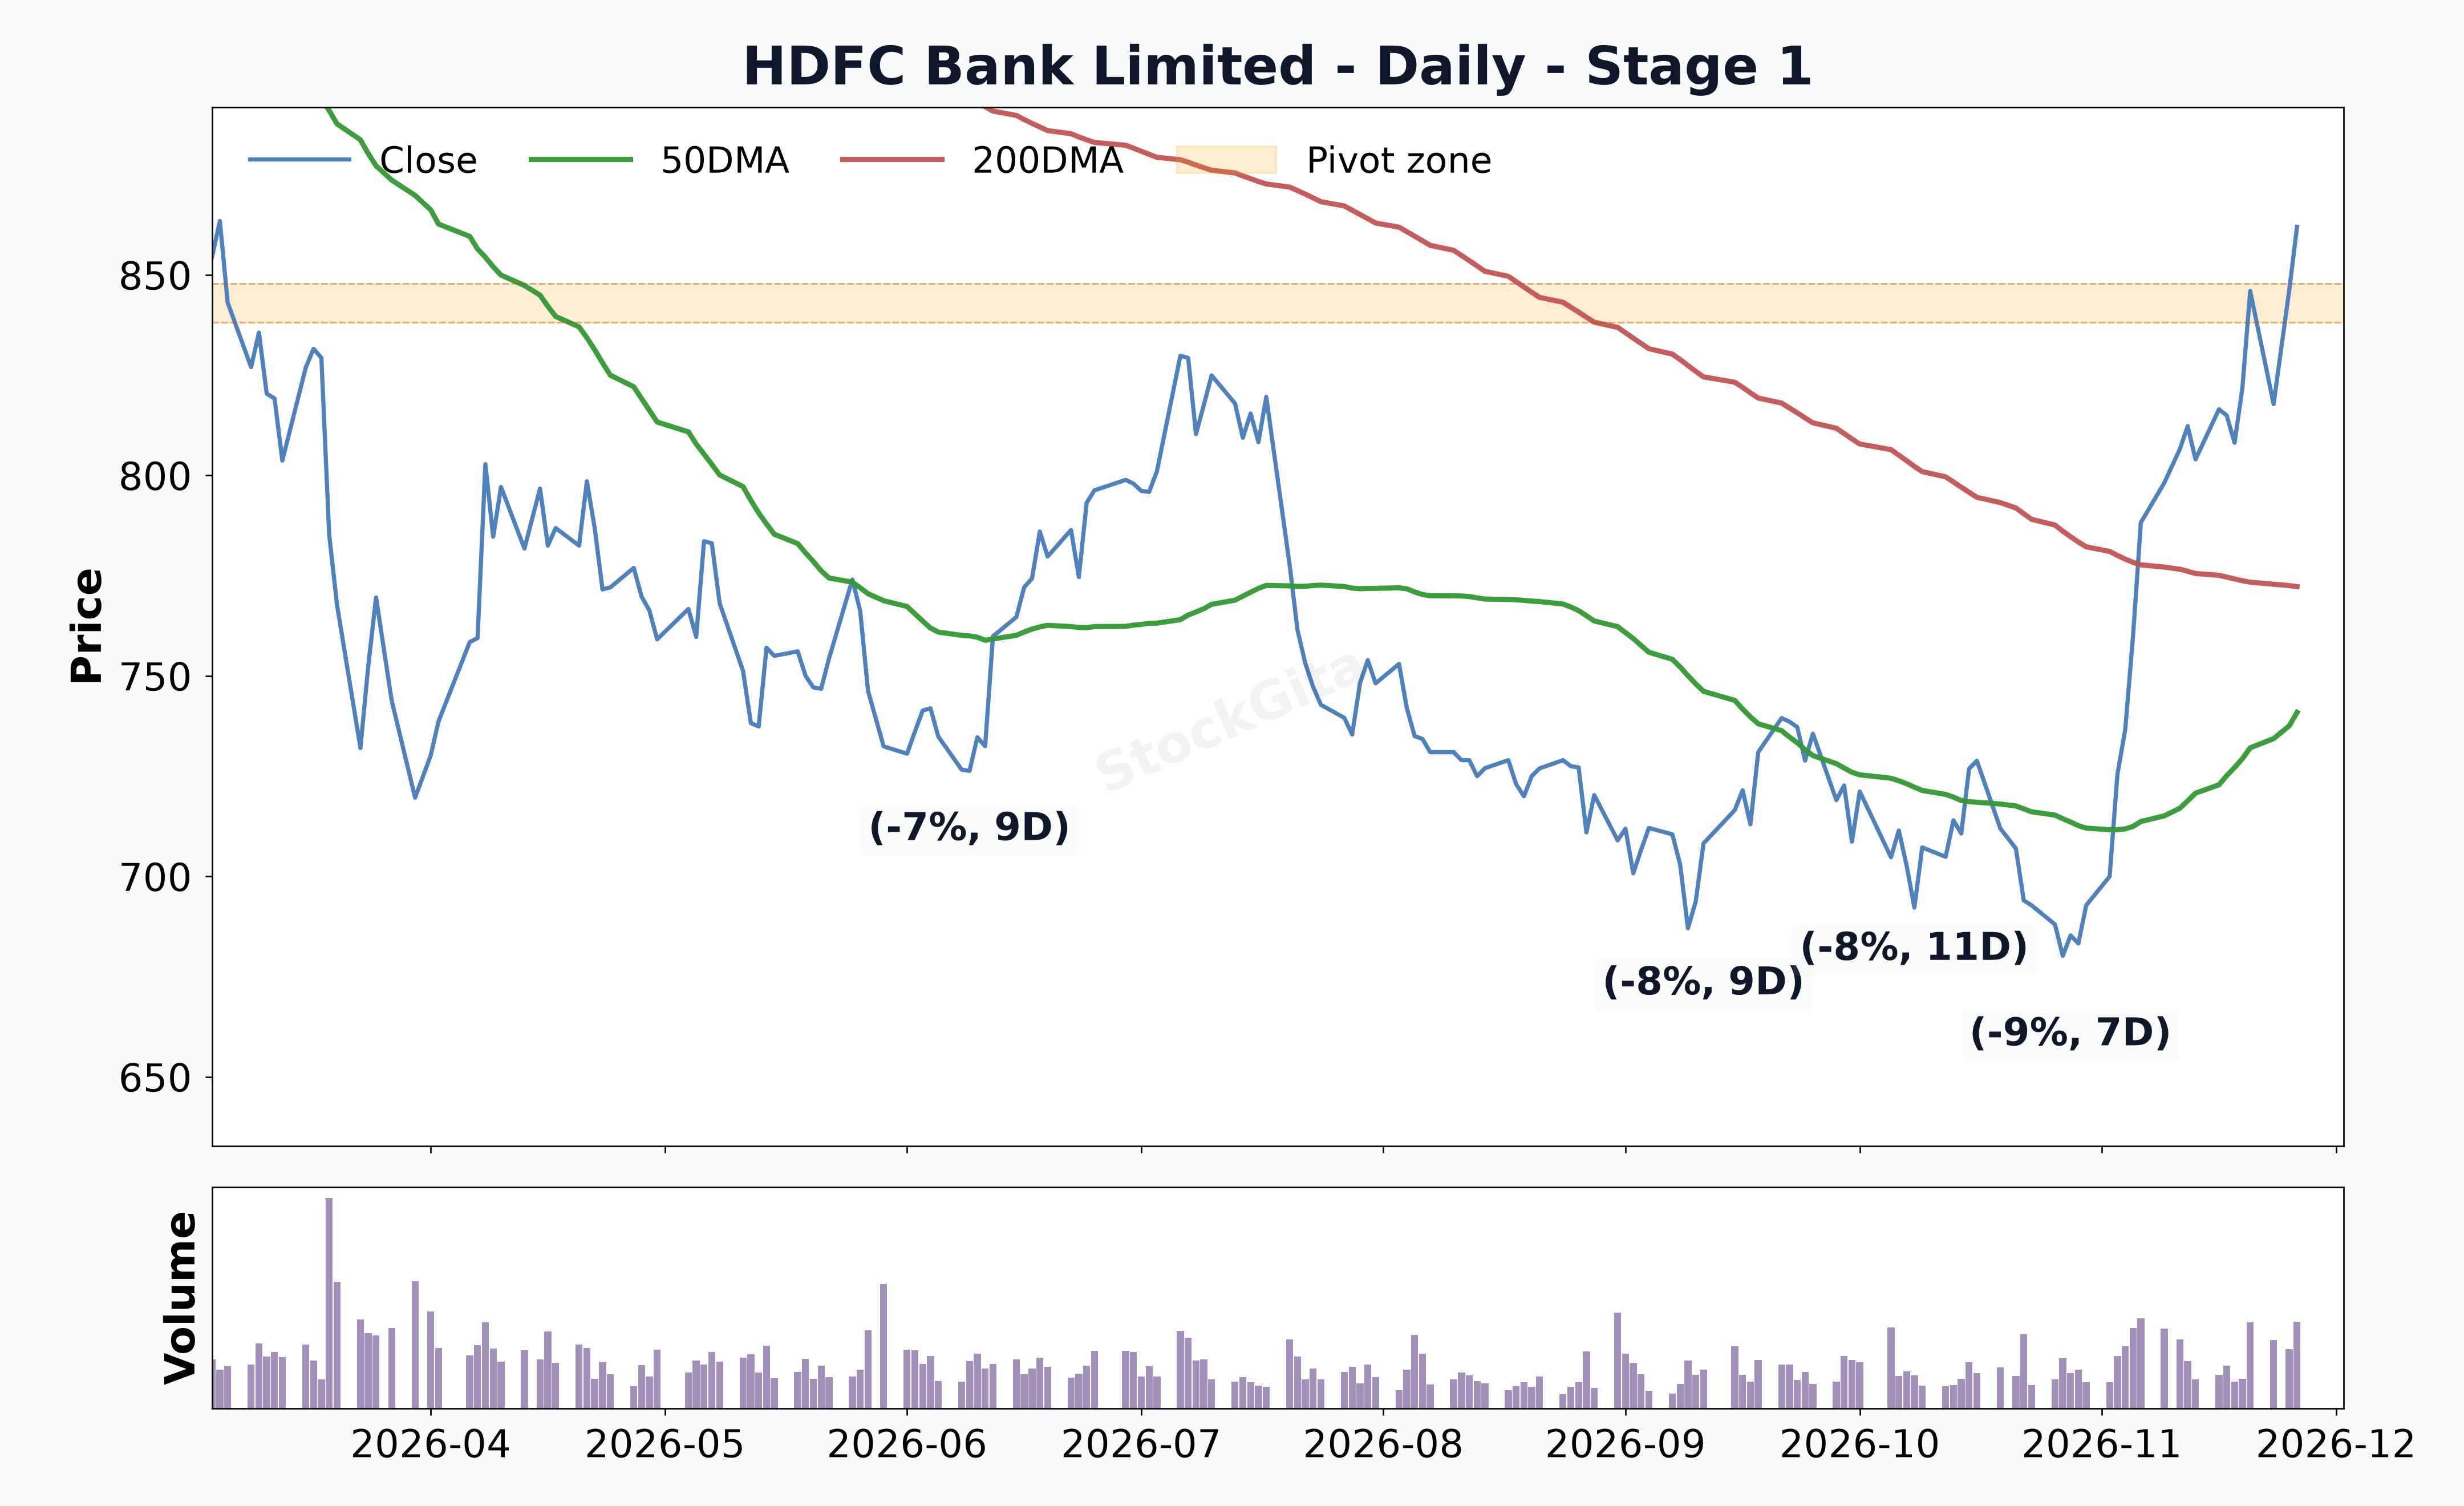 HDFC Bank Limited - Daily - Stage 1
Close 50DMA 200DMA Pivot zone
Price
850
800
750
700
650
StockGita
(-7%, 9D)
(-8%, 11D)
(-8%, 9D)
(-9%, 7D)
Volume
2026-04 2026-05 2026-06 2026-07 2026-08 2026-09 2026-10 2026-11 2026-12